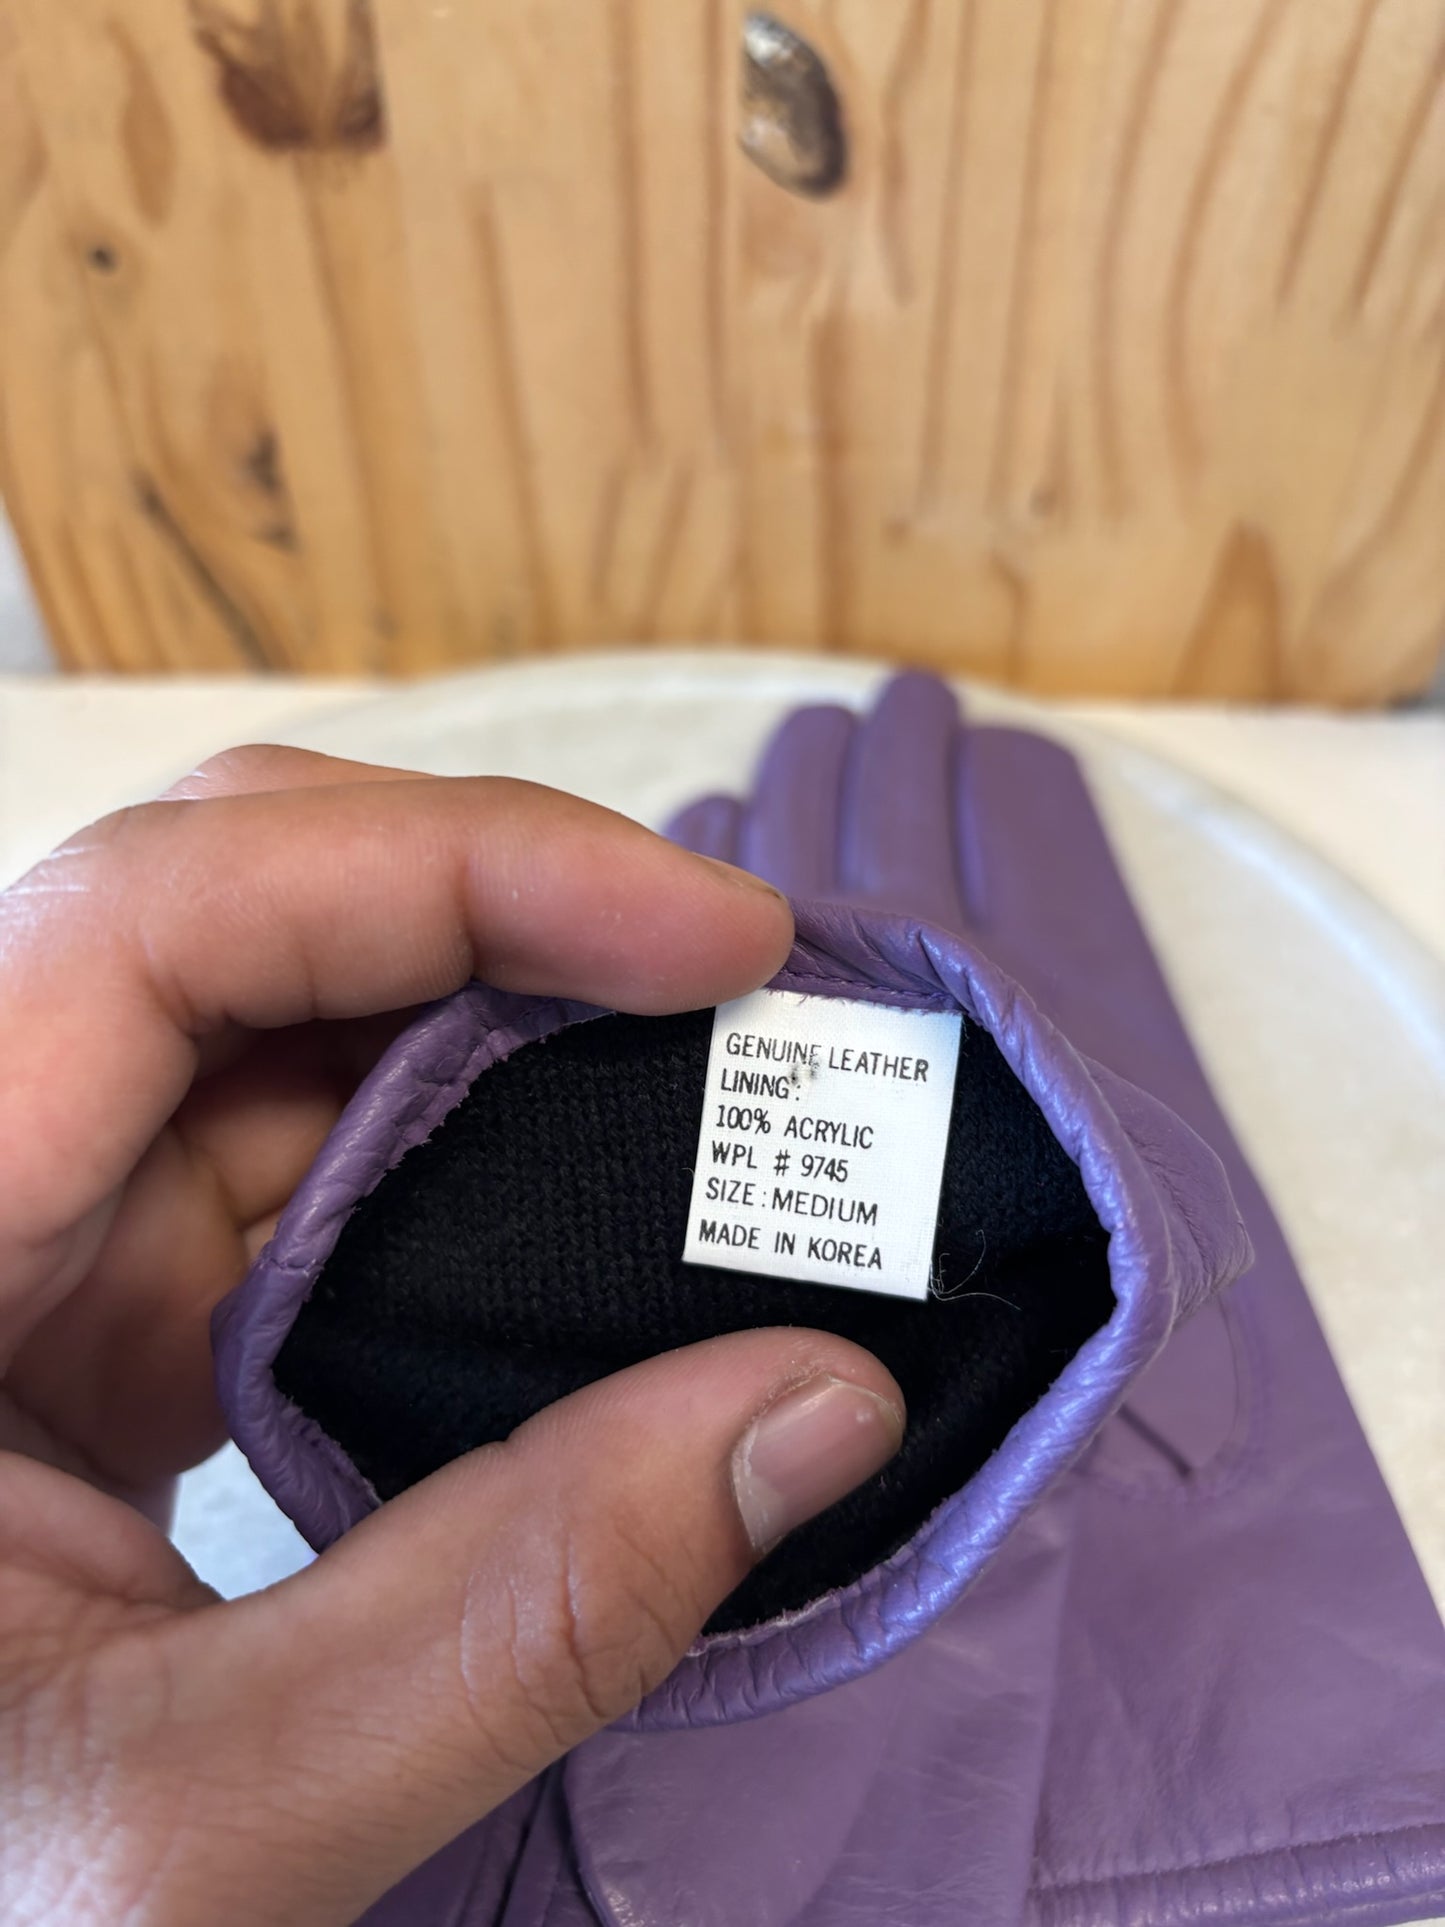 GENUINE LEATHER
LINING:
100% ACRYLIC
WPL # 9745
SIZE: MEDIUM
MADE IN KOREA